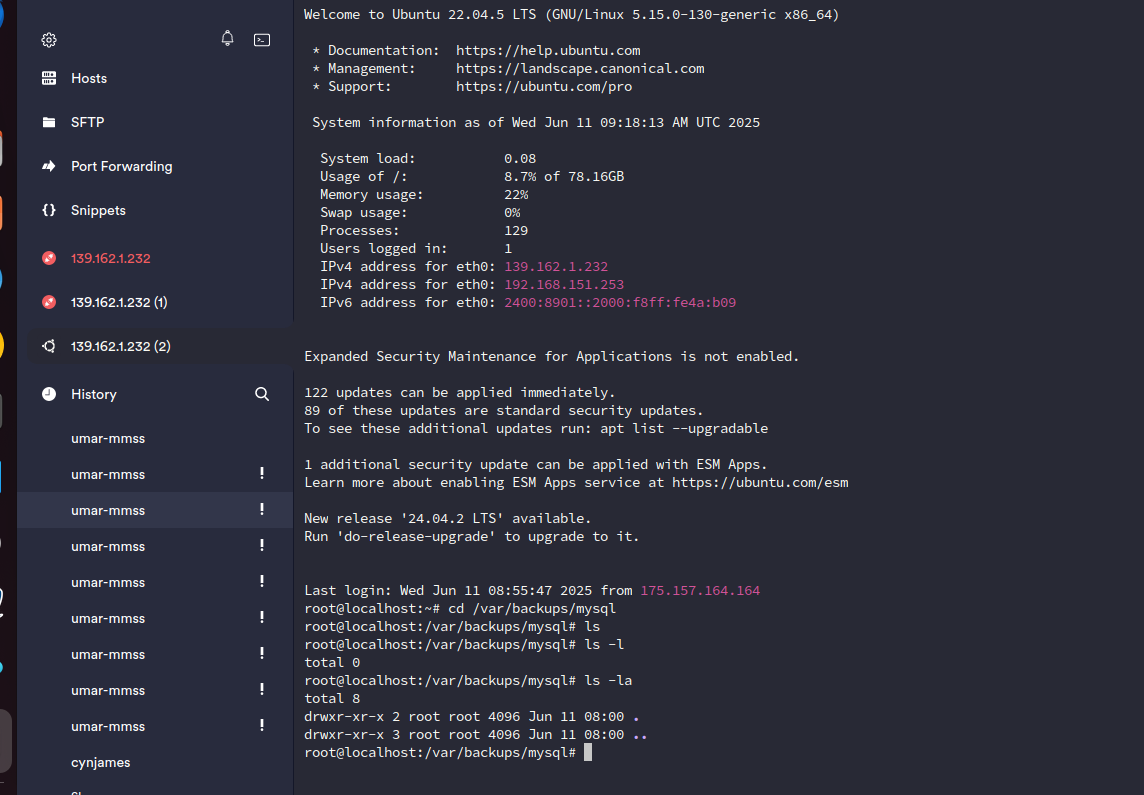 Hosts
SFTP
Port Forwarding
Snippets
139.162.1.232
139.162.1.232 (1)
139.162.1.232 (2)
History
umar-mmss
umar-mmss !
umar-mmss !
umar-mmss !
umar-mmss !
umar-mmss !
umar-mmss !
umar-mmss !
umar-mmss !
cynjames
Welcome to Ubuntu 22.04.5 LTS (GNU/Linux 5.15.0-130-generic x86_64)
* Documentation:  https://help.ubuntu.com
* Management:     https://landscape.canonical.com
* Support:        https://ubuntu.com/pro
System information as of Wed Jun 11 09:18:13 AM UTC 2025
System load:           0.08
Usage of /:            8.7% of 78.16GB
Memory usage:          22%
Swap usage:            0%
Processes:             129
Users logged in:       1
IPv4 address for eth0: 139.162.1.232
IPv4 address for eth0: 192.168.151.253
IPv6 address for eth0: 2400:8901::2000:f8ff:fe4a:b09
Expanded Security Maintenance for Applications is not enabled.
122 updates can be applied immediately.
89 of these updates are standard security updates.
To see these additional updates run: apt list --upgradable
1 additional security update can be applied with ESM Apps.
Learn more about enabling ESM Apps service at https://ubuntu.com/esm
New release '24.04.2 LTS' available.
Run 'do-release-upgrade' to upgrade to it.
Last login: Wed Jun 11 08:55:47 2025 from 175.157.164.164
root@localhost:~# cd /var/backups/mysql
root@localhost:/var/backups/mysql# ls
root@localhost:/var/backups/mysql# ls -l
total 0
root@localhost:/var/backups/mysql# ls -la
total 8
drwxr-xr-x 2 root root 4096 Jun 11 08:00 .
drwxr-xr-x 3 root root 4096 Jun 11 08:00 ..
root@localhost:/var/backups/mysql#